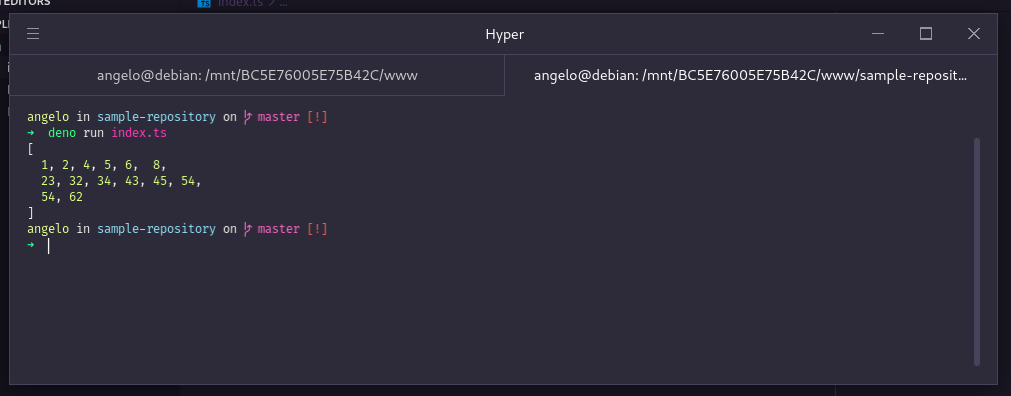 EDITORS
index.ts
Hyper
angelo@debian: /mnt/BC5E76005E75B42C/www
angelo@debian: /mnt/BC5E76005E75B42C/www/sample-reposit...
angelo in sample-repository on master [!]
➜ deno run index.ts
[
1, 2, 4, 5, 6, 8,
23, 32, 34, 43, 45, 54,
54, 62
]
angelo in sample-repository on master [!]
➜